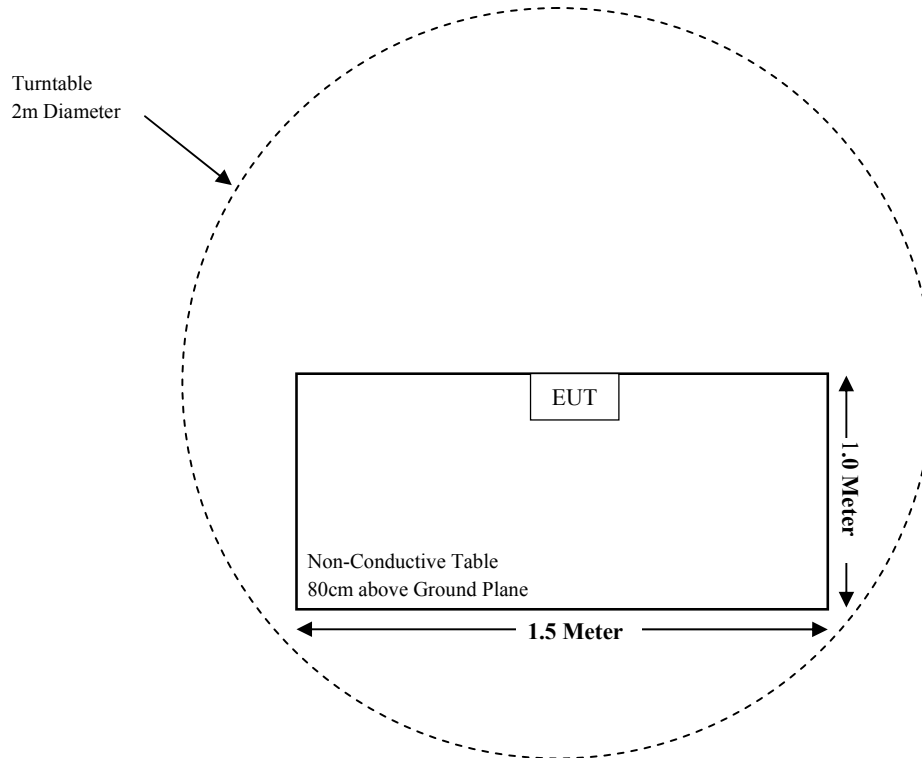 Turntable
2m Diameter
EUT
1.0 Meter
Non-Conductive Table
80cm above Ground Plane
1.5 Meter